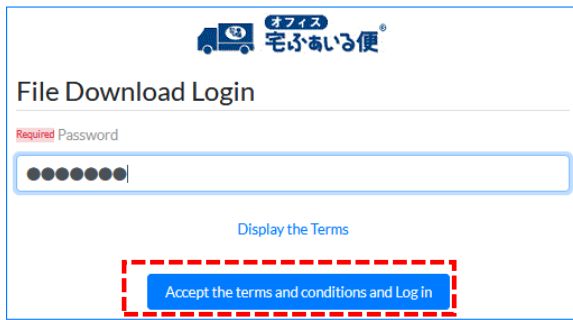 オフィス
宅ふぁいる便®
File Download Login
Required Password
●●●●●●●
Display the Terms
Accept the terms and conditions and Log in